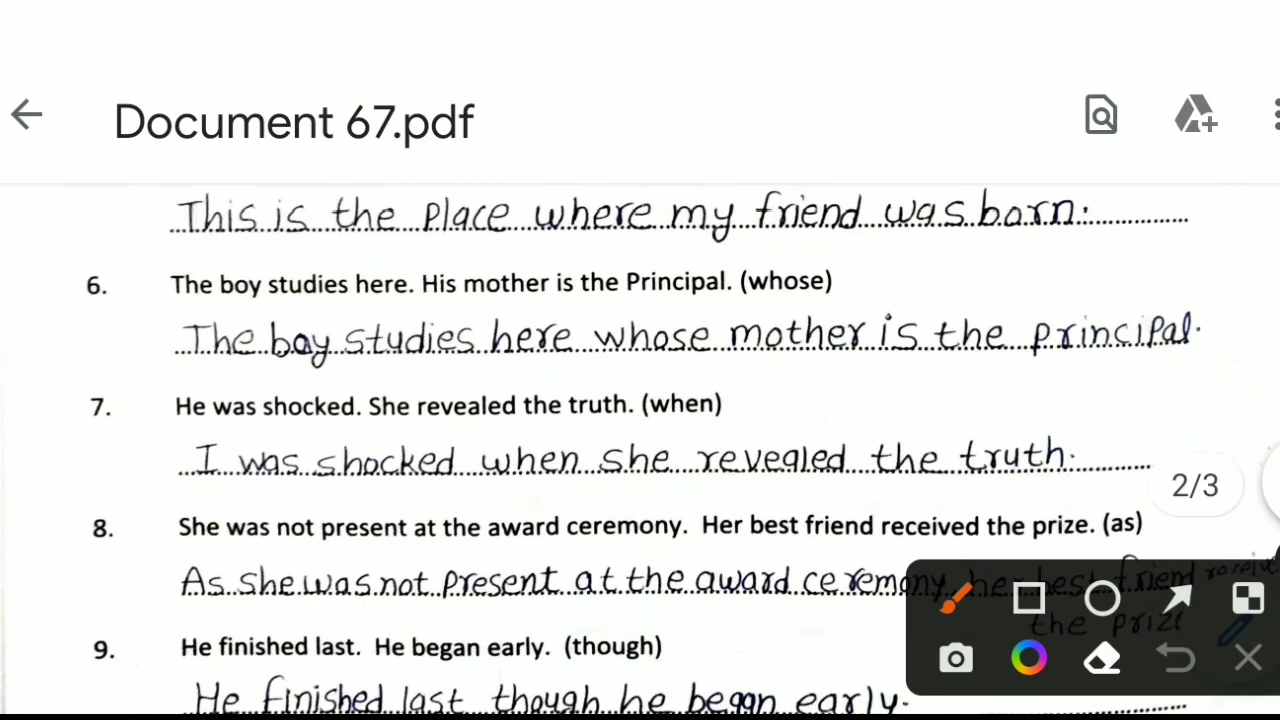 Document 67.pdf
This is the place where my friend was born.
6. The boy studies here. His mother is the Principal. (whose)
The boy studies here whose mother is the principal.
7. He was shocked. She revealed the truth. (when)
I was shocked when she revealed the truth.
2/3
8. She was not present at the award ceremony. Her best friend received the prize. (as)
As she was not present at the award ceremony her best friend receive
the prize
9. He finished last. He began early. (though)
He finished last though he began early.